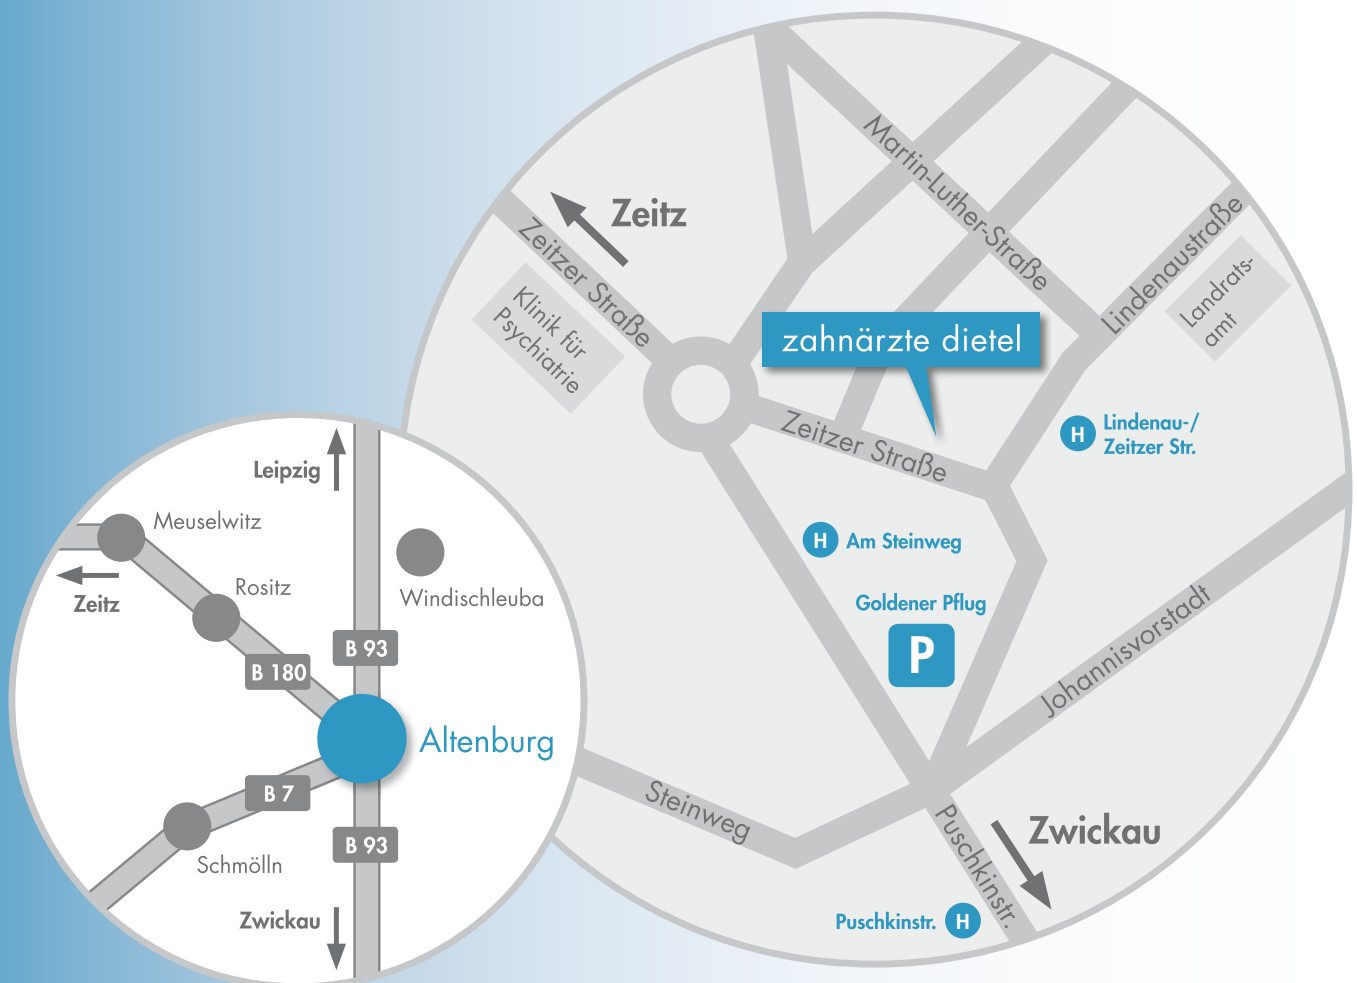 Martin-Luther-Straße
Zeitz
Zeitzer Straße
Lindenaustraße
Landrats-
amt
Klinik für
Psychiatrie
zahnärzte dietel
Zeitzer Straße
H
Lindenau-/
Zeitzer Str.
H
Am Steinweg
Goldener Pflug
P
Johannisvorstadt
Steinweg
Puschkinstr.
Zwickau
Puschkinstr.
H
Leipzig
Meuselwitz
Zeitz
Rositz
Windischleuba
B 93
B 180
Altenburg
B 7
B 93
Schmölln
Zwickau